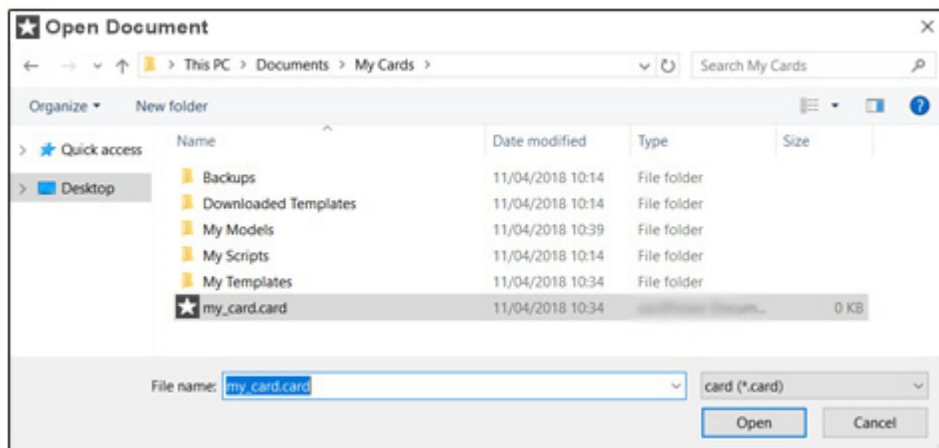 Open Document
This PC > Documents > My Cards >
Search My Cards
Organize
New folder
Quick access
Desktop
Name Date modified Type Size
Backups 11/04/2018 10:14 File folder
Downloaded Templates 11/04/2018 10:14 File folder
My Models 11/04/2018 10:39 File folder
My Scripts 11/04/2018 10:14 File folder
My Templates 11/04/2018 10:34 File folder
my_card.card 11/04/2018 10:34 0 KB
File name: my_card.card card (*.card)
Open Cancel